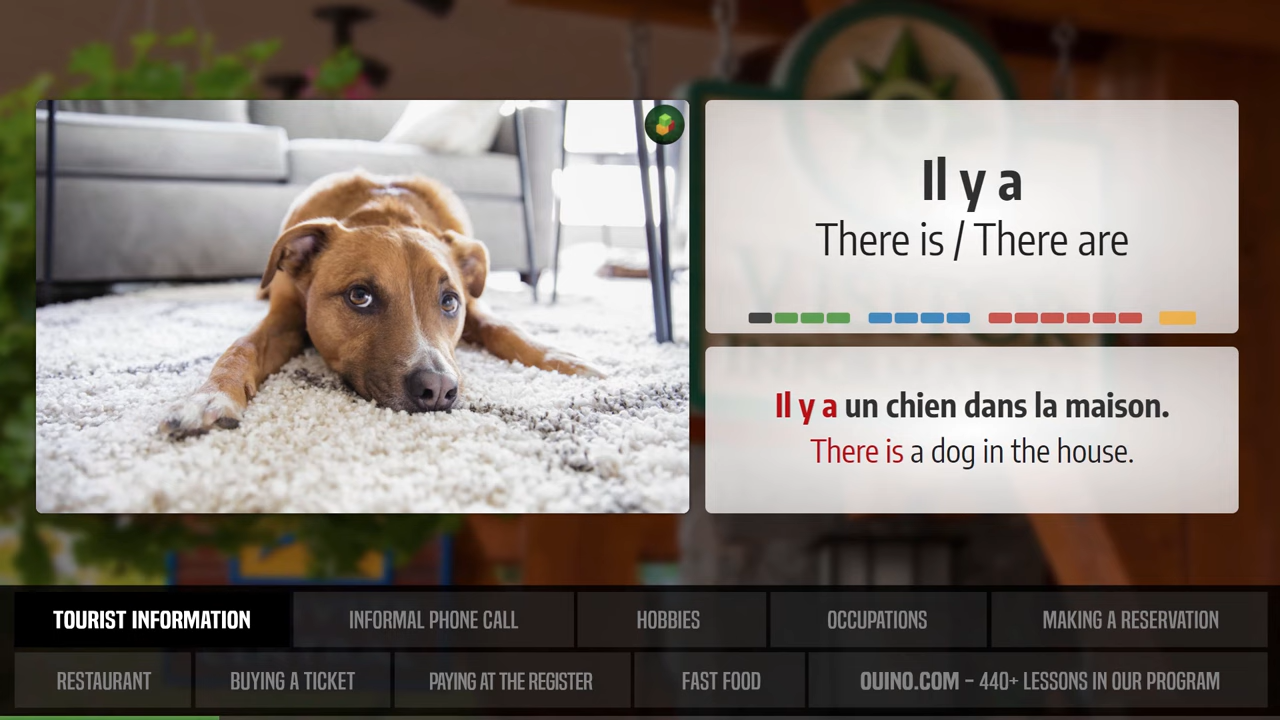 Il y a
There is / There are
Il y a un chien dans la maison.
There is a dog in the house.
TOURIST INFORMATION
INFORMAL PHONE CALL
HOBBIES
OCCUPATIONS
MAKING A RESERVATION
RESTAURANT
BUYING A TICKET
PAYING AT THE REGISTER
FAST FOOD
OUINO.COM – 440+ LESSONS IN OUR PROGRAM